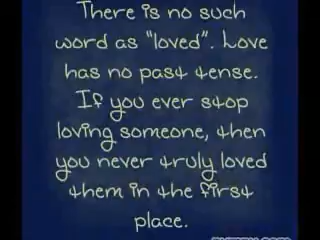 There is no such
word as "loved". Love
has no past tense.
If you ever stop
loving someone, then
you never truly loved
them in the first
place.